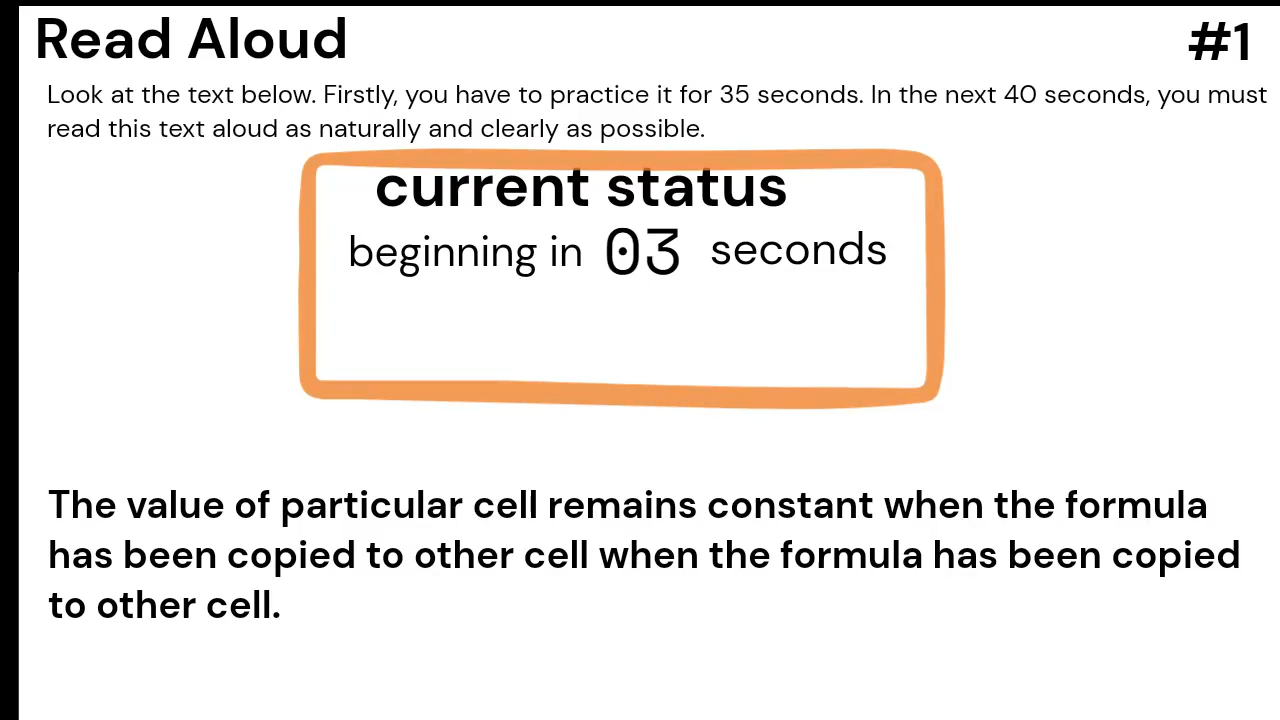 Read Aloud
#1
Look at the text below. Firstly, you have to practice it for 35 seconds. In the next 40 seconds, you must
read this text aloud as naturally and clearly as possible.
current status
beginning in 03 seconds
The value of particular cell remains constant when the formula
has been copied to other cell when the formula has been copied
to other cell.